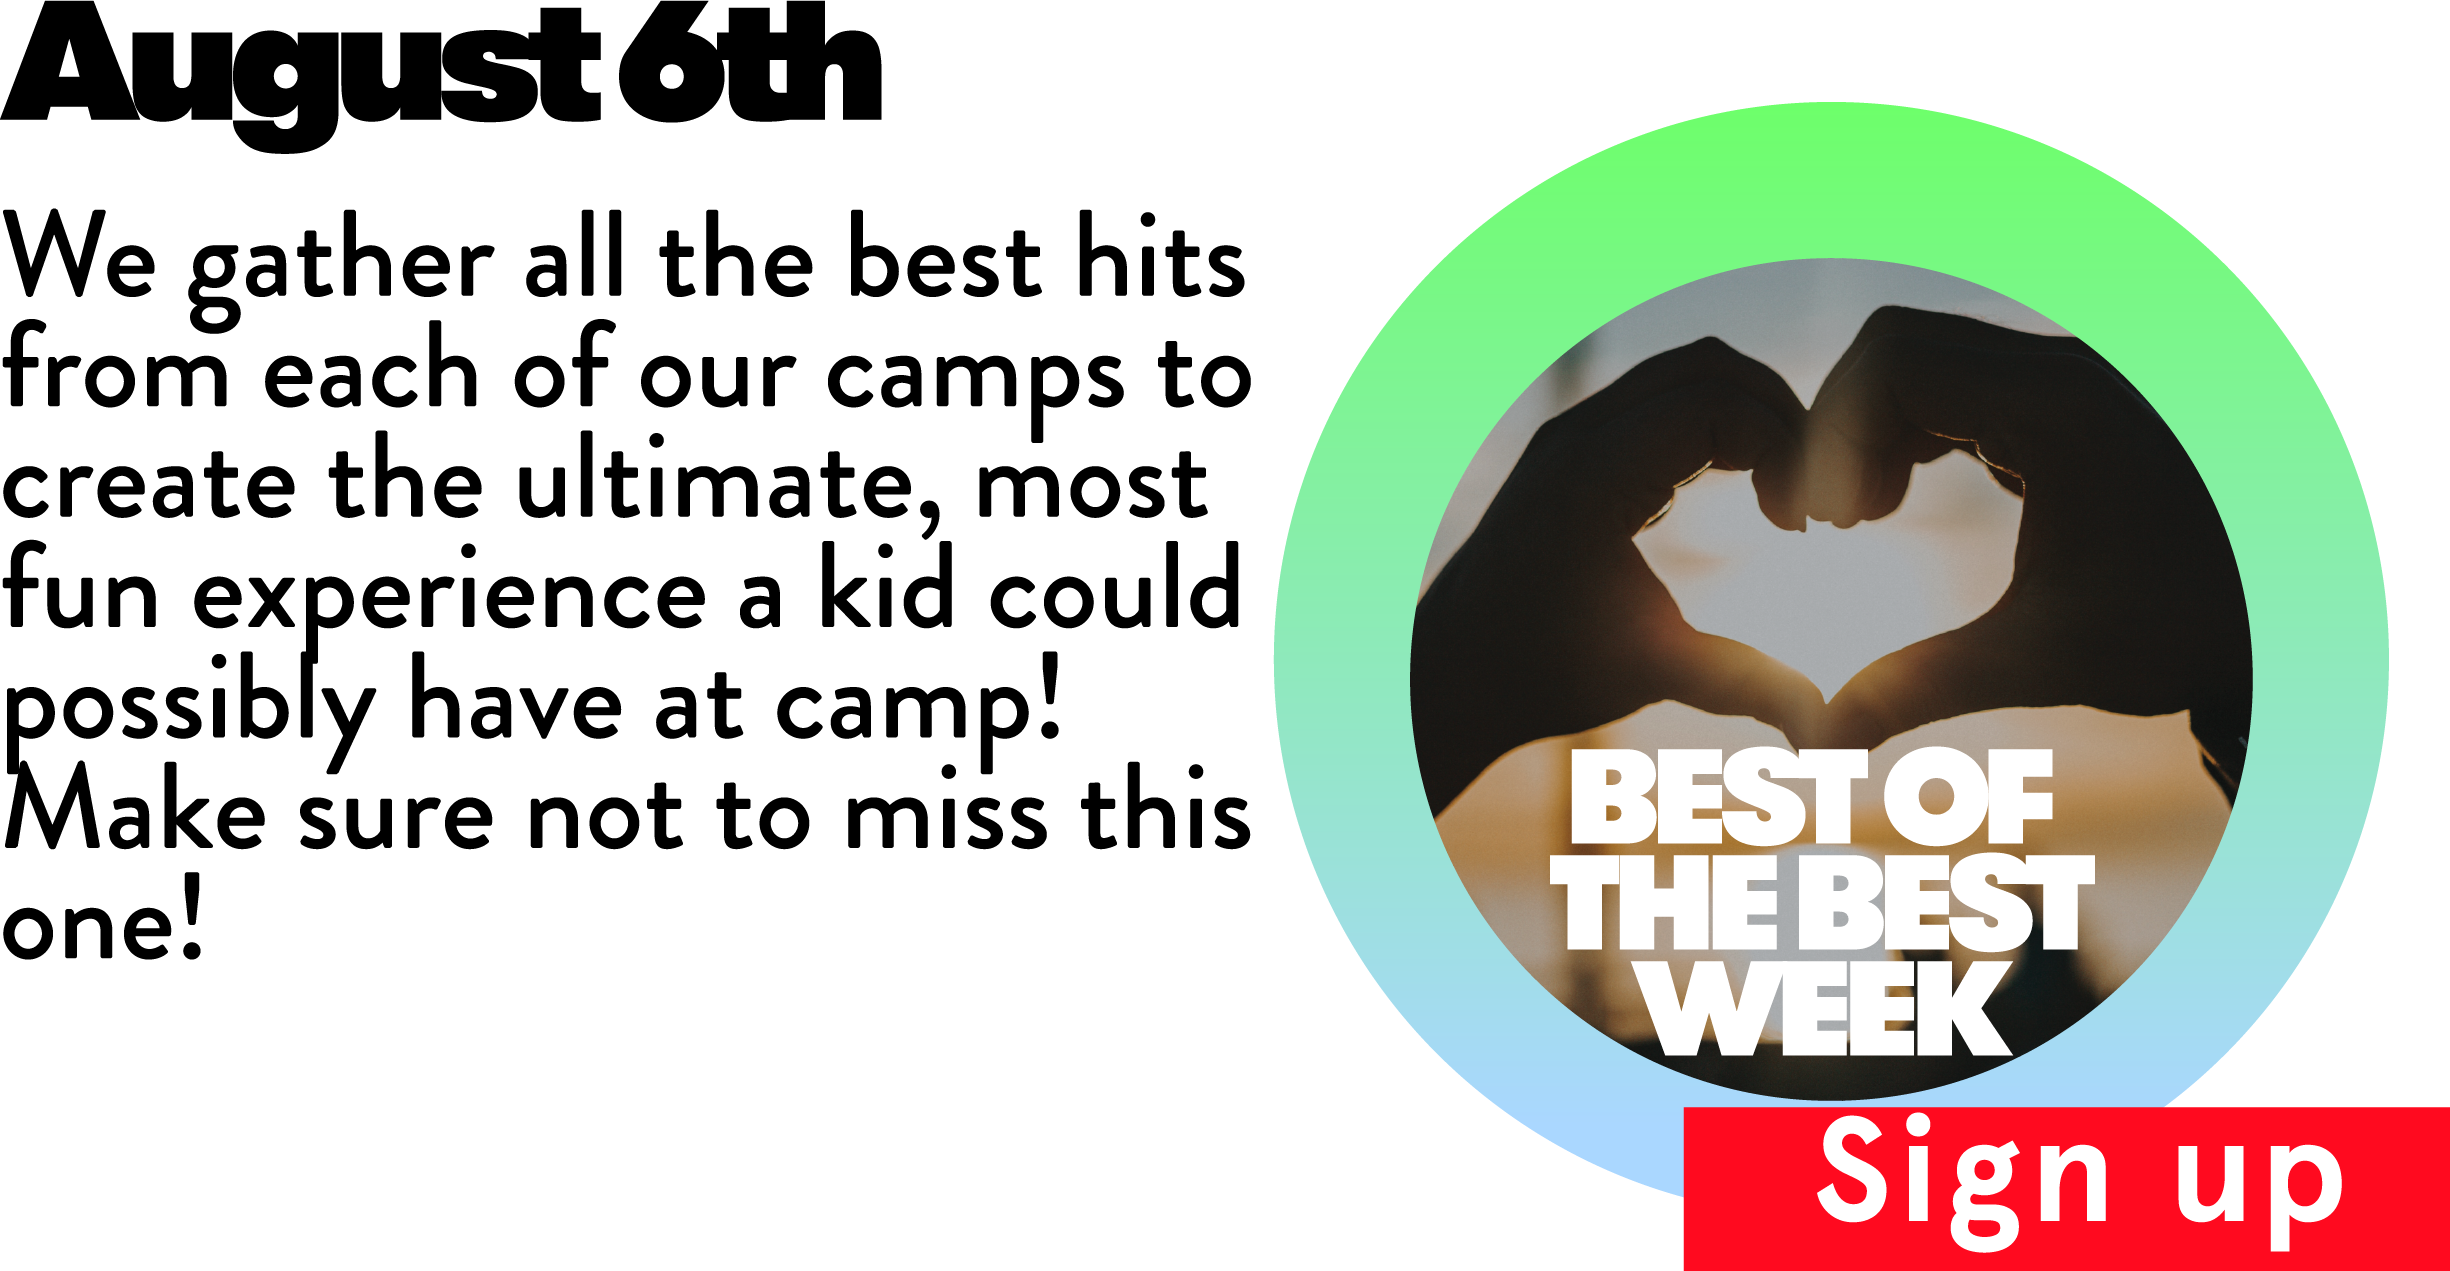 August 6th
We gather all the best hits
from each of our camps to
create the ultimate, most
fun experience a kid could
possibly have at camp!
Make sure not to miss this
one!
BEST OF
THE BEST
WEEK
Sign up